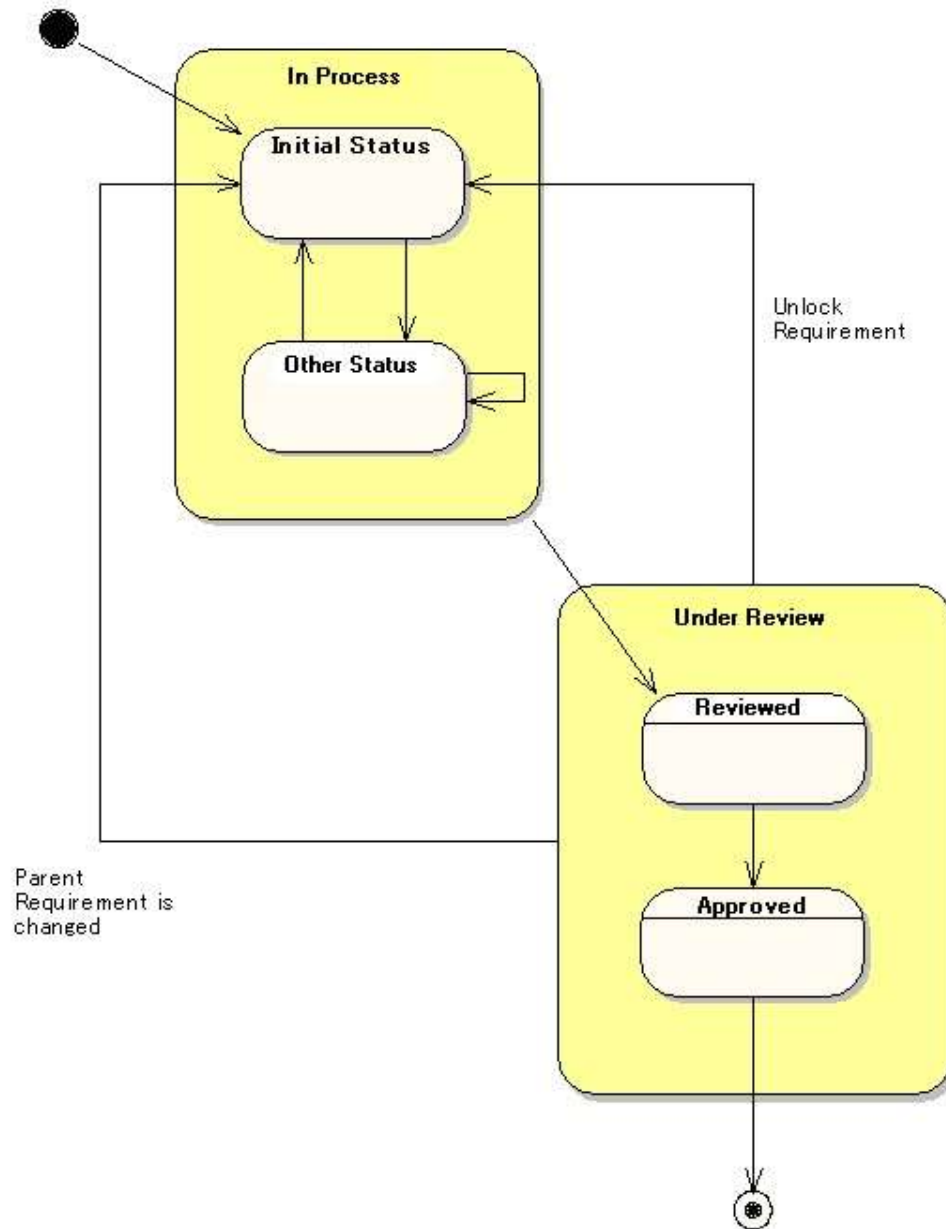 In Process
Initial Status
Other Status
Unlock
Requirement
Under Review
Reviewed
Approved
Parent
Requirement is
changed